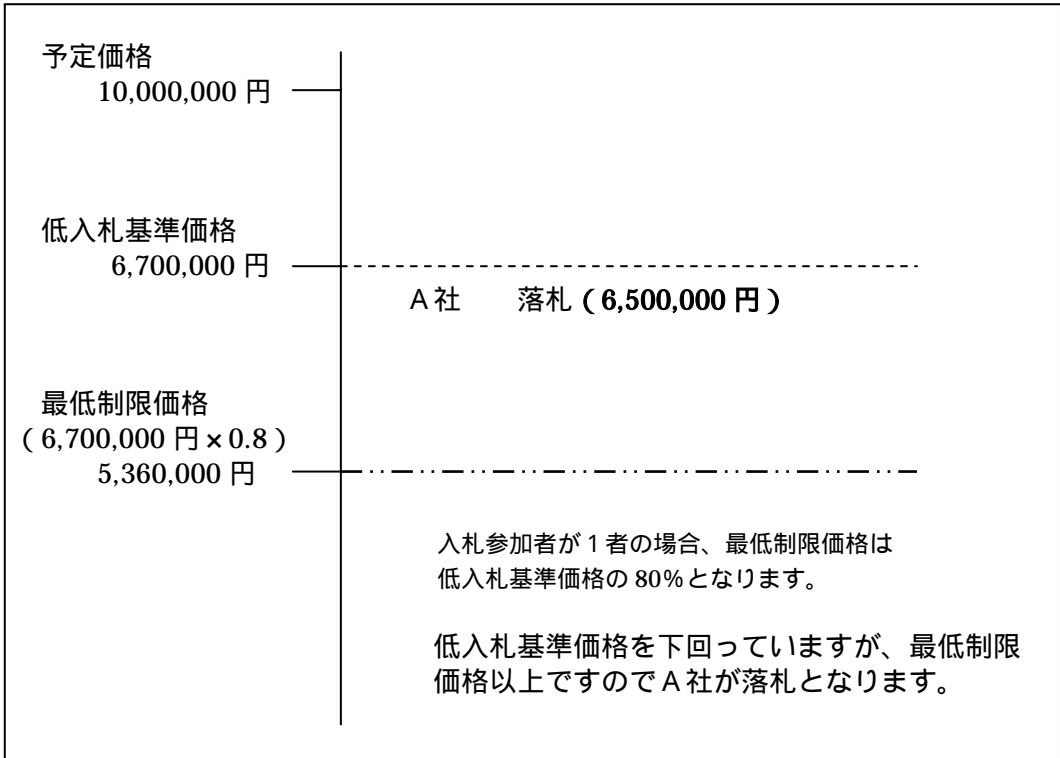 予定価格
10,000,000 円
低入札基準価格
6,700,000 円
A社　　落札（6,500,000 円）
最低制限価格
（6,700,000 円×0.8）
5,360,000 円
入札参加者が１者の場合、最低制限価格は
低入札基準価格の 80%となります。
低入札基準価格を下回っていますが、最低制限
価格以上ですのでＡ社が落札となります。